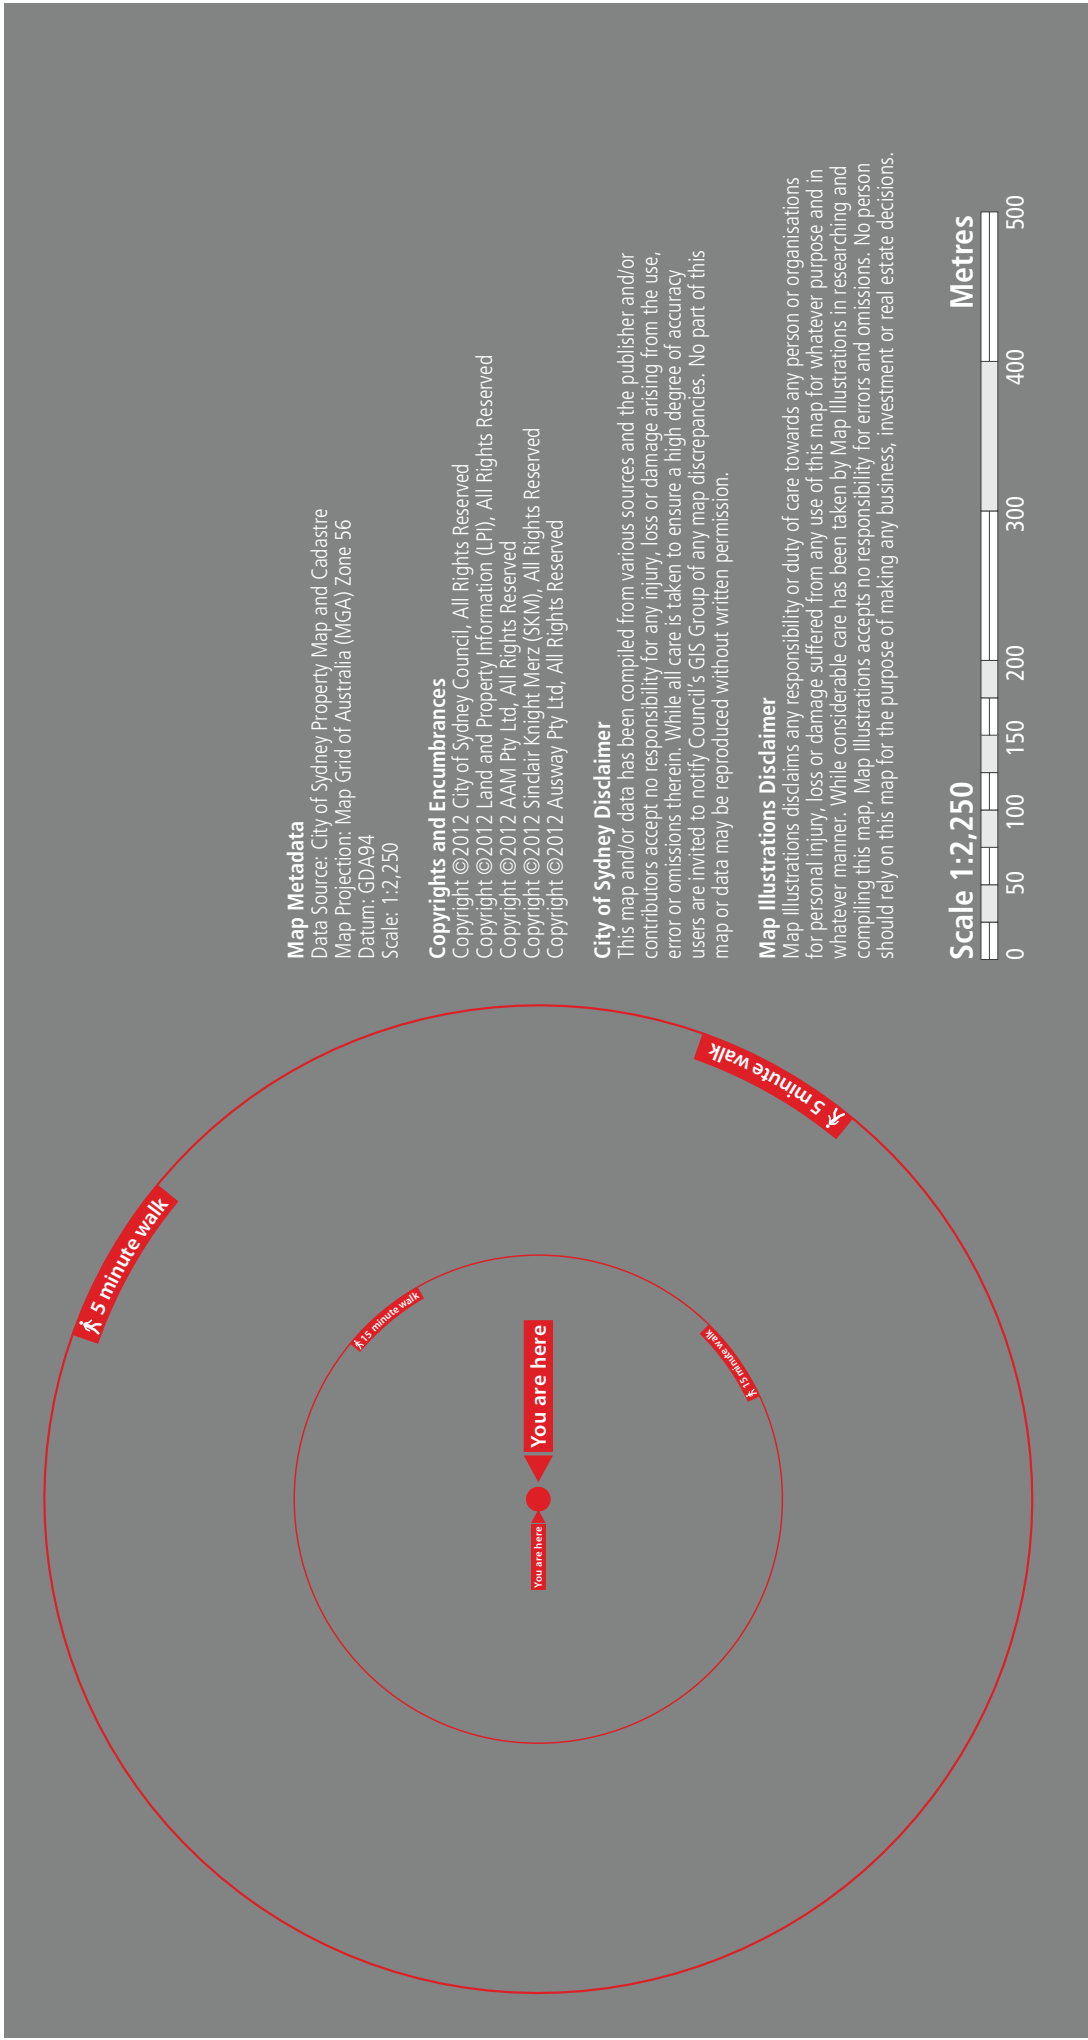 Map Metadata
Data Source: City of Sydney Property Map and Cadastre
Map Projection: Map Grid of Australia (MGA) Zone 56
Datum: GDA94
Scale: 1:2,250
Copyrights and Encumbrances
Copyright ©2012 City of Sydney Council, All Rights Reserved
Copyright ©2012 Land and Property Information (LPI), All Rights Reserved
Copyright ©2012 AAM Pty Ltd, All Rights Reserved
Copyright ©2012 Sinclair Knight Merz (SKM), All Rights Reserved
Copyright ©2012 Ausway Pty Ltd, All Rights Reserved
City of Sydney Disclaimer
This map and/or data has been compiled from various sources and the publisher and/or
contributors accept no responsibility for any injury, loss or damage arising from the use,
error or omissions therein. While all care is taken to ensure a high degree of accuracy
users are invited to notify Council's GIS Group of any map discrepancies. No part of this
map or data may be reproduced without written permission.
Map Illustrations Disclaimer
Map Illustrations disclaims any responsibility or duty of care towards any person or organisations
for personal injury, loss or damage suffered from any use of this map for whatever purpose and in
whatever manner. While considerable care has been taken by Map Illustrations in researching and
compiling this map, Map Illustrations accepts no responsibility for errors and omissions. No person
should rely on this map for the purpose of making any business, investment or real estate decisions.
Scale 1:2,250 Metres
0 50 100 150 200 300 400 500
5 minute walk
15 minute walk
You are here
You are here
15 minute walk
5 minute walk